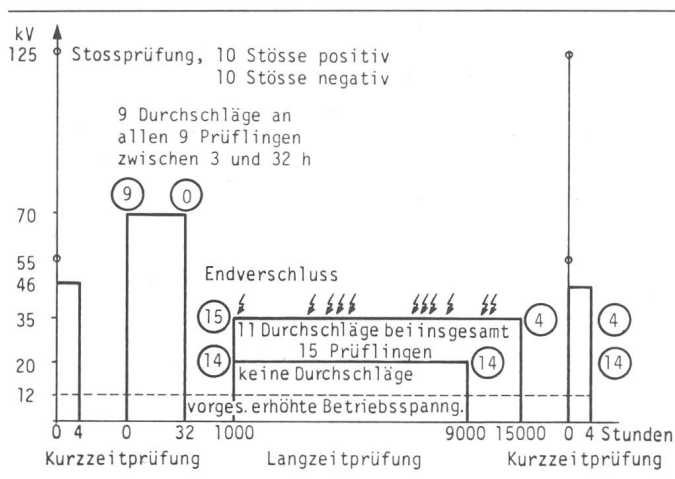 kV
125
Stossprüfung, 10 Stösse positiv
10 Stösse negativ
9 Durchschläge an
allen 9 Prüflingen
zwischen 3 und 32 h
9 0
70
55
46
35
20
12
Endverschluss
15 4 4
11 Durchschläge bei insgesamt
15 Prüflingen
14 14 14
keine Durchschläge
vorges. erhöhte Betriebsspanng.
0 4 0 32 1000 9000 15000 0 4 Stunden
Kurzzeitprüfung Langzeitprüfung Kurzzeitprüfung